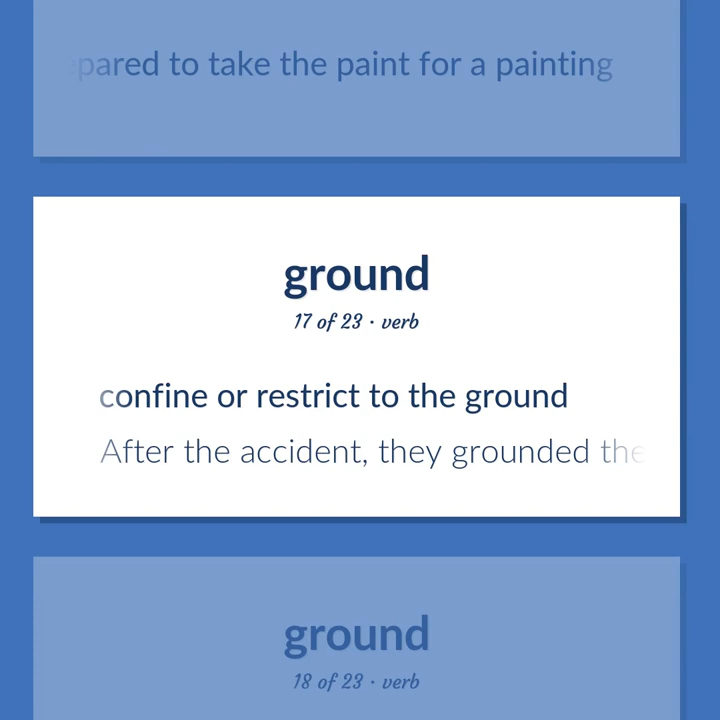 pared to take the paint for a painting
ground
17 of 23 · verb
confine or restrict to the ground
After the accident, they grounded the
ground
18 of 23 · verb